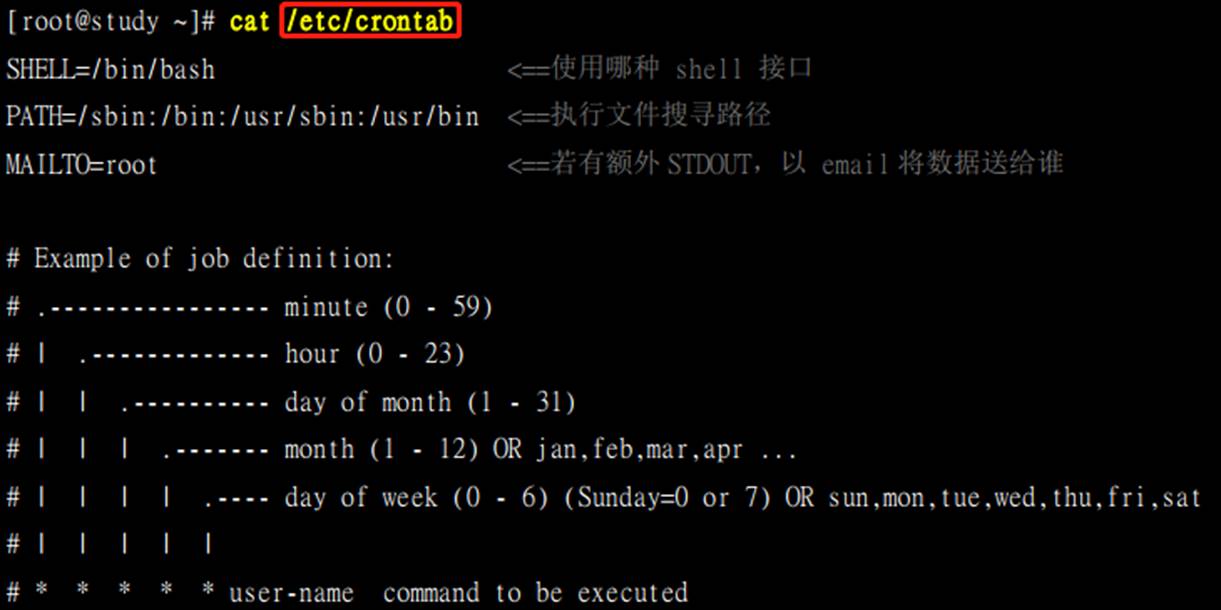 [root@study ~]# cat /etc/crontab
SHELL=/bin/bash <==使用哪种 shell 接口
PATH=/sbin:/bin:/usr/sbin:/usr/bin <==执行文件搜寻路径
MAILTO=root <==若有额外 STDOUT，以 email 将数据送给谁
# Example of job definition:
# .---------------- minute (0 - 59)
# | .------------- hour (0 - 23)
# | | .---------- day of month (1 - 31)
# | | | .------- month (1 - 12) OR jan,feb,mar,apr ...
# | | | | .---- day of week (0 - 6) (Sunday=0 or 7) OR sun,mon,tue,wed,thu,fri,sat
# | | | | |
# * * * * * user-name command to be executed